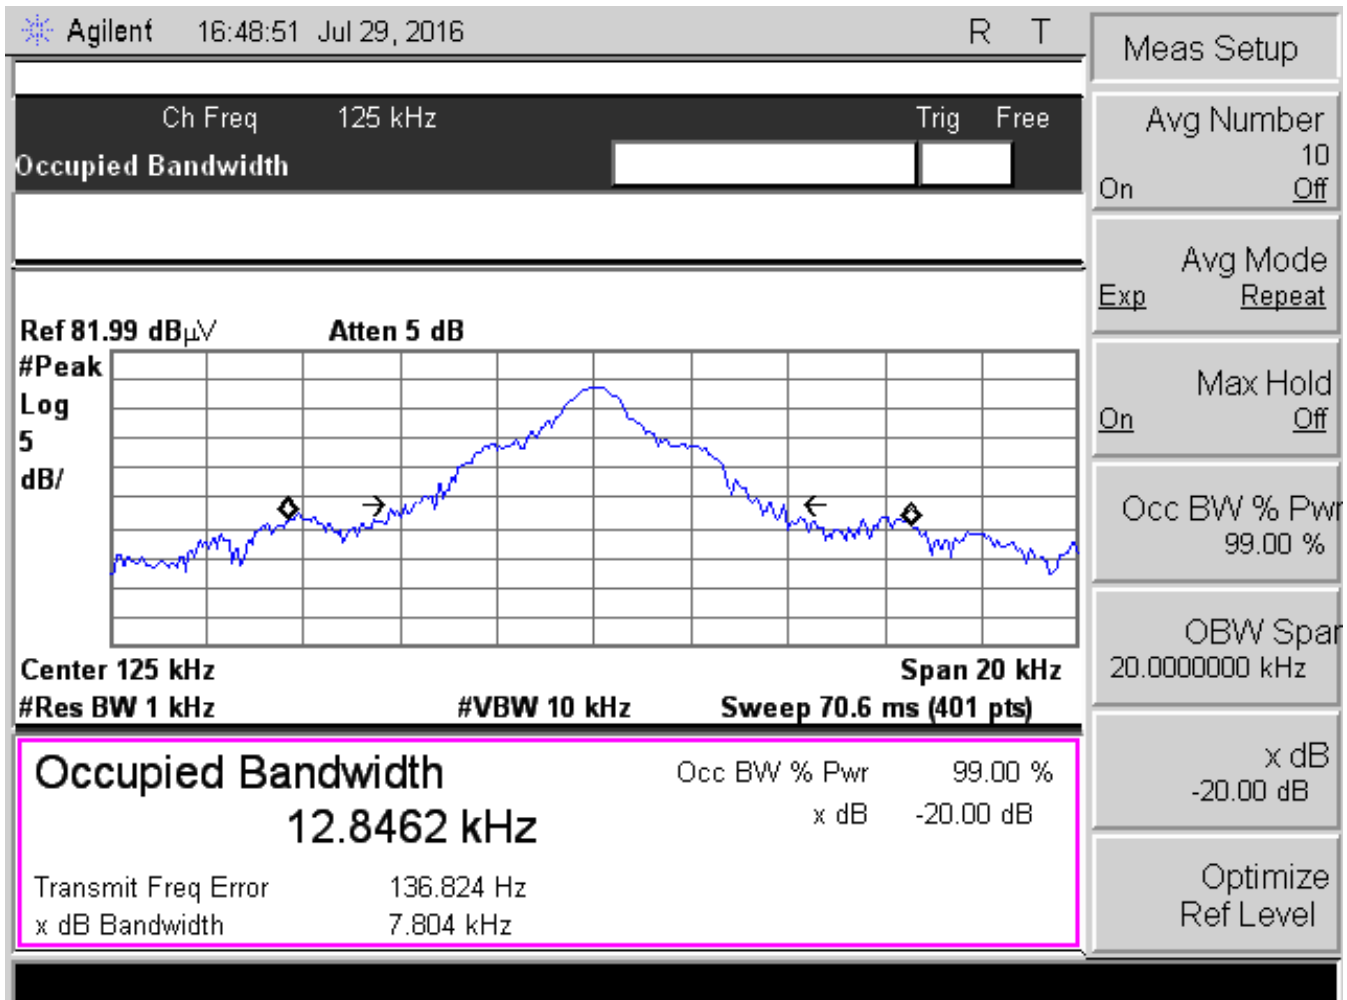 Agilent 16:48:51 Jul 29, 2016 R T
Ch Freq 125 kHz Trig Free
Occupied Bandwidth
Ref 81.99 dBµV Atten 5 dB
#Peak
Log
5
dB/
Center 125 kHz Span 20 kHz
#Res BW 1 kHz #VBW 10 kHz Sweep 70.6 ms (401 pts)
Occupied Bandwidth Occ BW % Pwr 99.00 %
12.8462 kHz x dB -20.00 dB
Transmit Freq Error 136.824 Hz
x dB Bandwidth 7.804 kHz
Meas Setup
Avg Number
10
On Off
Avg Mode
Exp Repeat
Max Hold
On Off
Occ BW % Pwr
99.00 %
OBW Span
20.0000000 kHz
x dB
-20.00 dB
Optimize
Ref Level